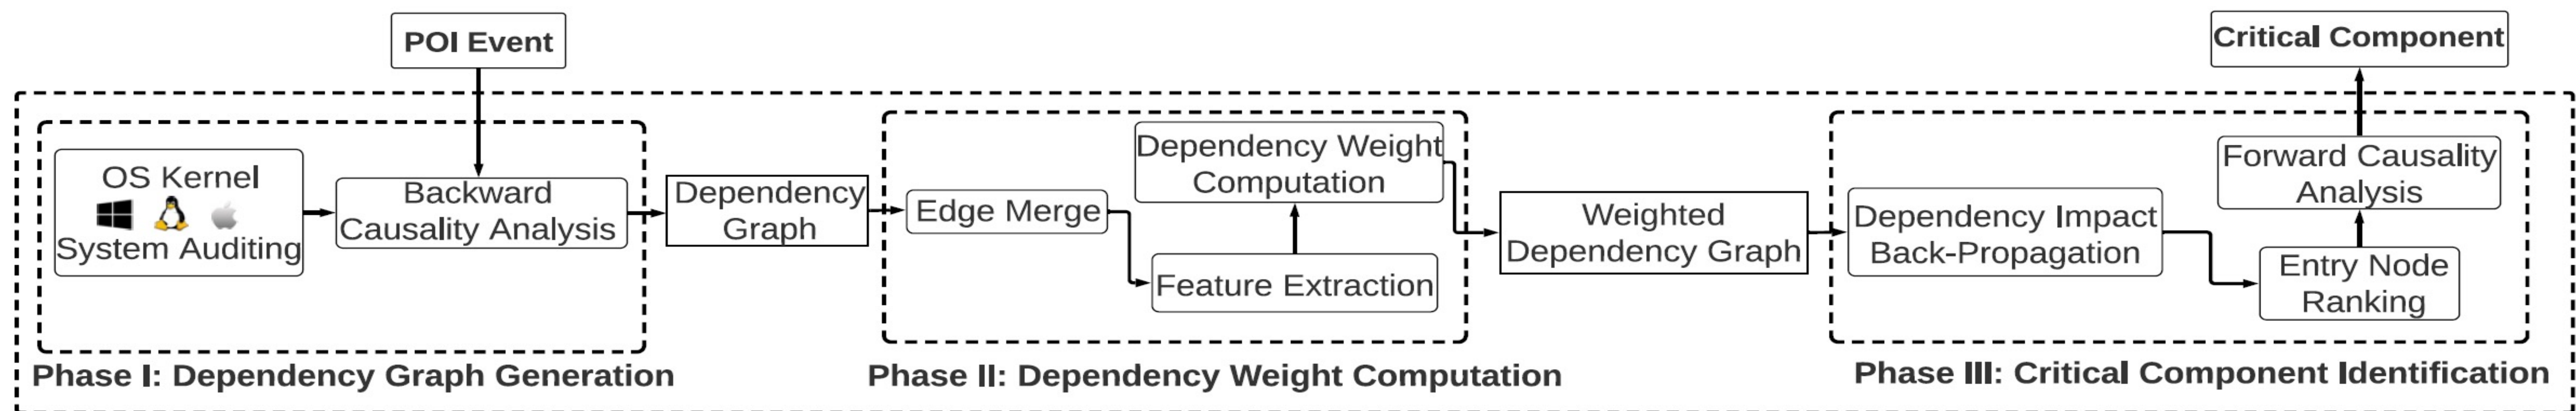 POI Event
Critical Component
OS Kernel
System Auditing
Backward
Causality Analysis
Dependency
Graph
Edge Merge
Feature Extraction
Dependency Weight
Computation
Weighted
Dependency Graph
Dependency Impact
Back-Propagation
Entry Node
Ranking
Forward Causality
Analysis
Phase I: Dependency Graph Generation
Phase II: Dependency Weight Computation
Phase III: Critical Component Identification